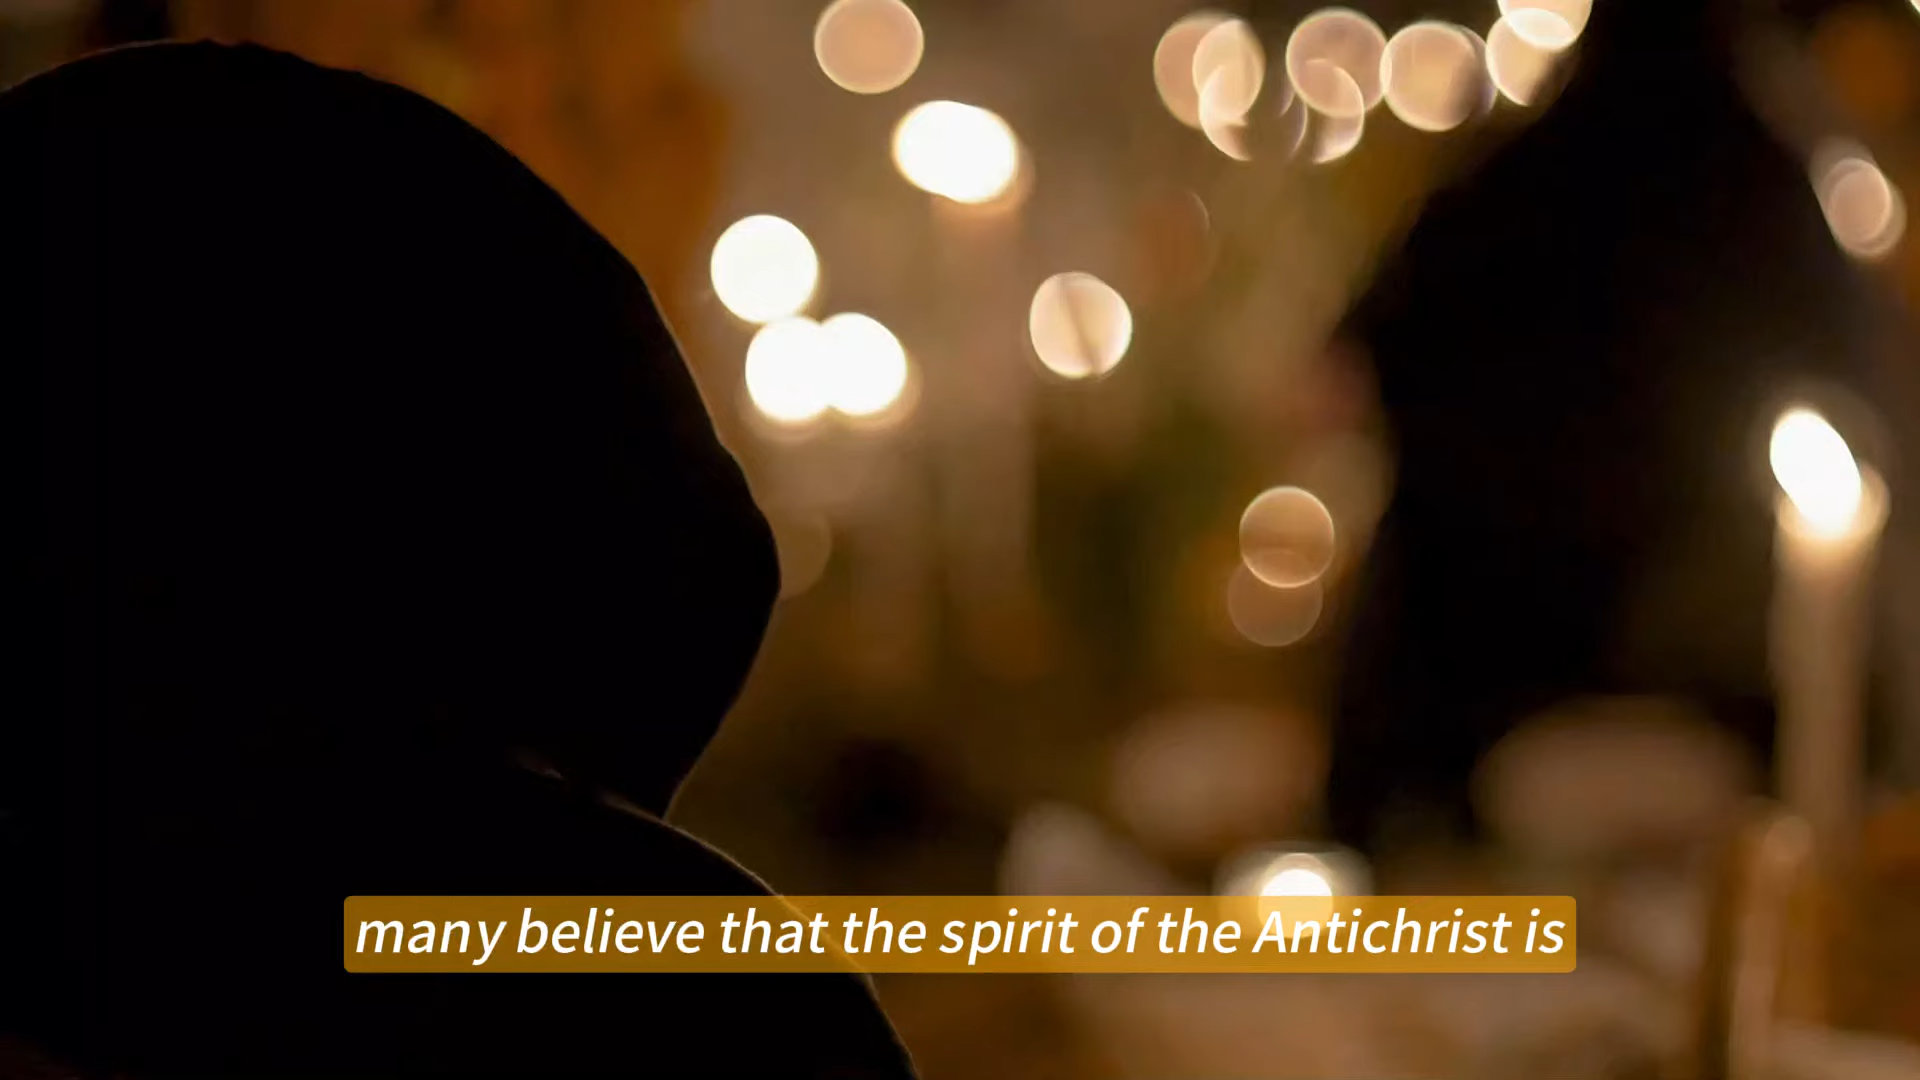 many believe that the spirit of the Antichrist is